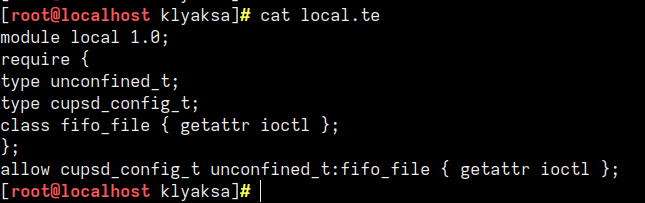 [root@localhost klyaksa]# cat local.te
module local 1.0;
require {
type unconfined_t;
type cupsd_config_t;
class fifo_file { getattr ioctl };
};
allow cupsd_config_t unconfined_t:fifo_file { getattr ioctl };
[root@localhost klyaksa]#